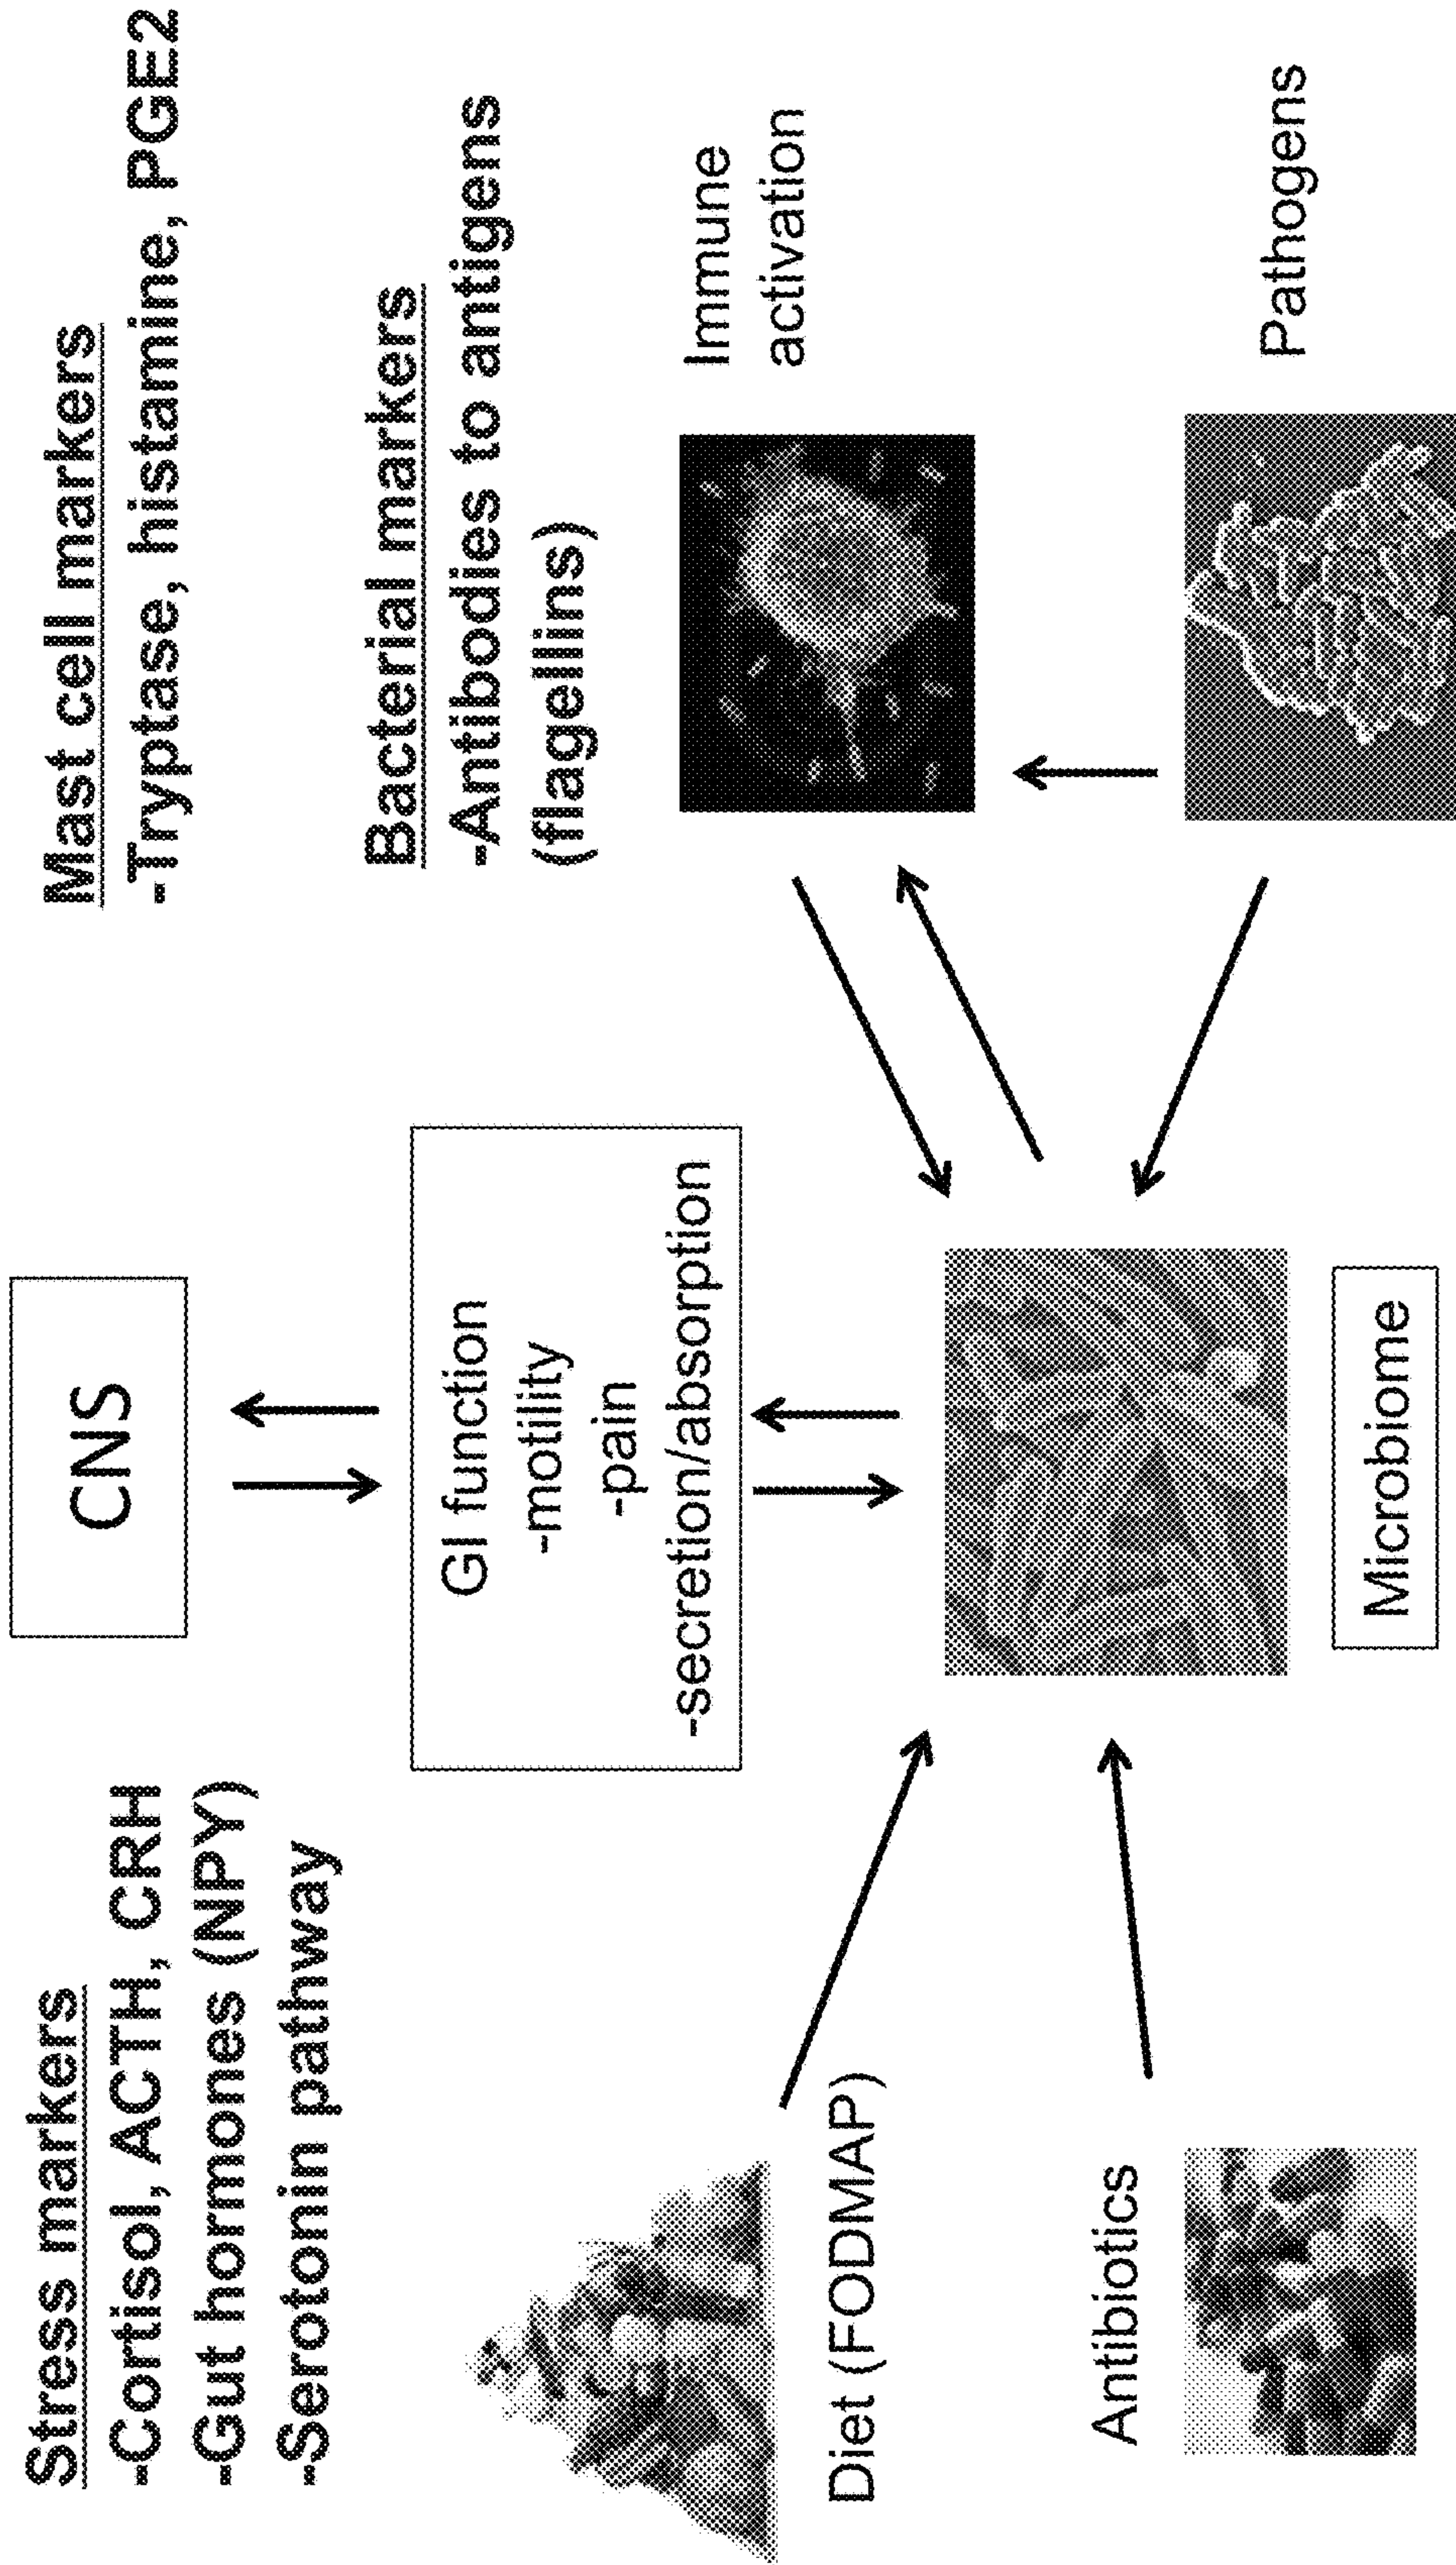 Stress markers
-Cortisol, ACTH, CRH
-Gut hormones (NPY)
-Serotonin pathway
CNS
Mast cell markers
-Tryptase, histamine, PGE2
GI function
-motility
-pain
-secretion/absorption
Bacterial markers
-Antibodies to antigens
(flagellins)
Diet (FODMAP)
Immune
activation
Antibiotics
Microbiome
Pathogens